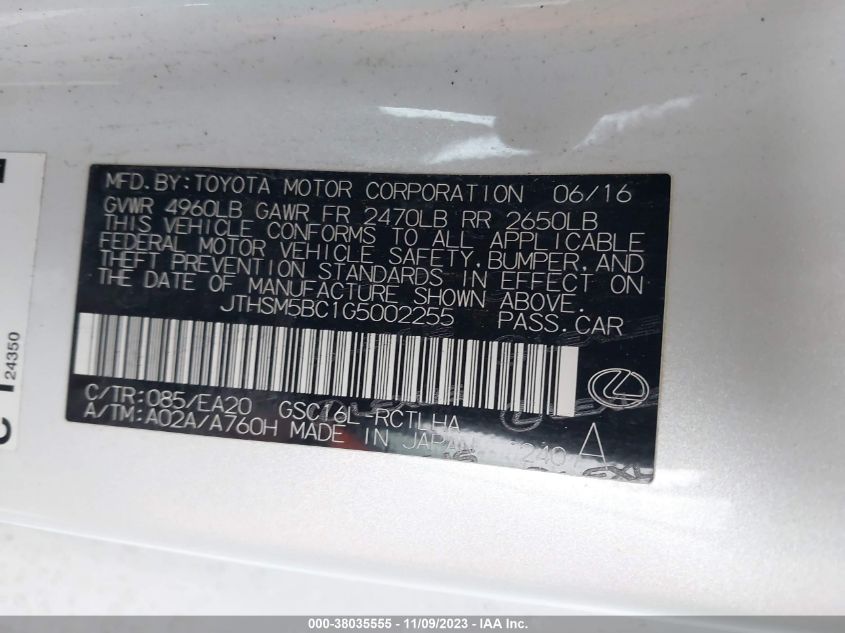 MFD. BY: TOYOTA MOTOR CORPORATION 06/16
GVWR 4960LB GAWR FR 2470LB RR 2650LB
THIS VEHICLE CONFORMS TO ALL APPLICABLE
FEDERAL MOTOR VEHICLE SAFETY, BUMPER, AND
THEFT PREVENTION STANDARDS IN EFFECT ON
THE DATE OF MANUFACTURE SHOWN ABOVE.
JTHSM5BC1G5002255 PASS. CAR
C/TR: 085/EA20 GSC16L-RCTLHA
A/TM: A02A/A760H MADE IN JAPAN A
24350
000-38035555 - 11/09/2023 - IAA Inc.